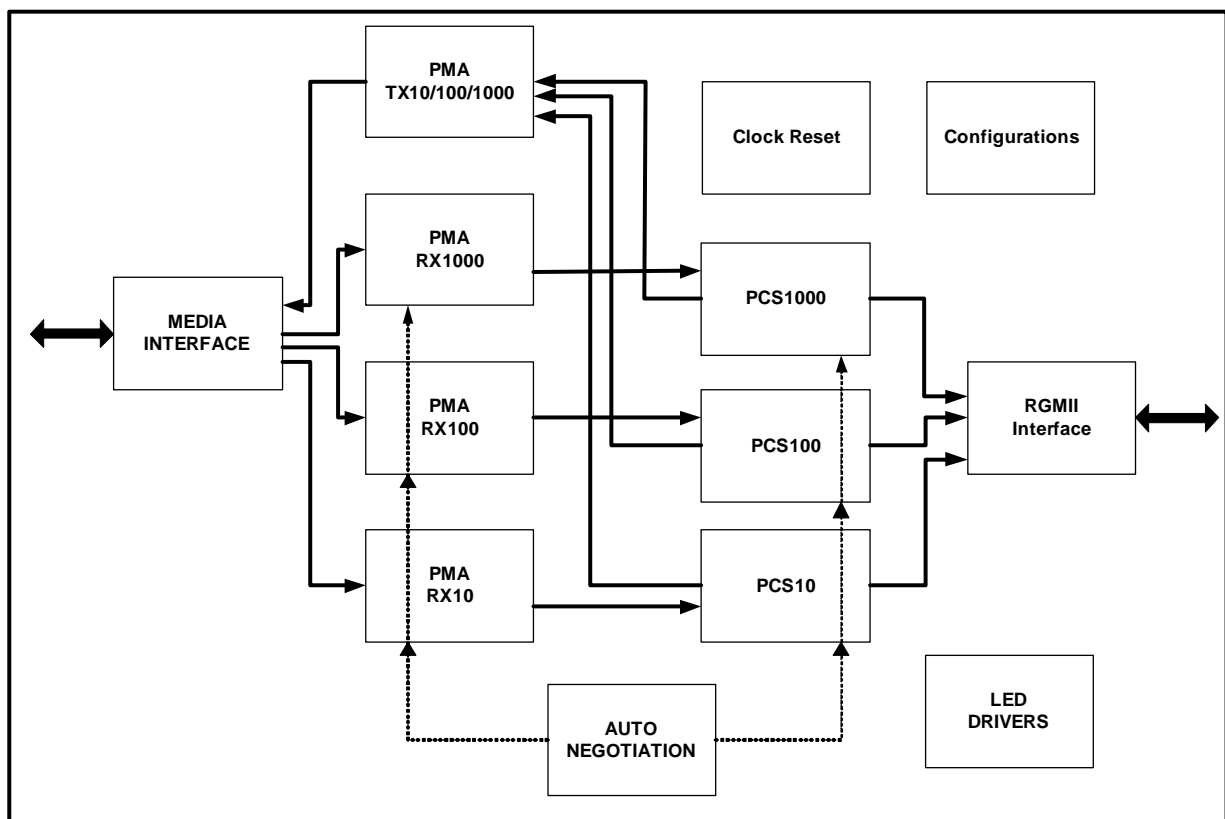 PMA
TX10/100/1000
Clock Reset
Configurations
PMA
RX1000
PCS1000
MEDIA
INTERFACE
PMA
RX100
PCS100
RGMII
Interface
PMA
RX10
PCS10
AUTO
NEGOTIATION
LED
DRIVERS